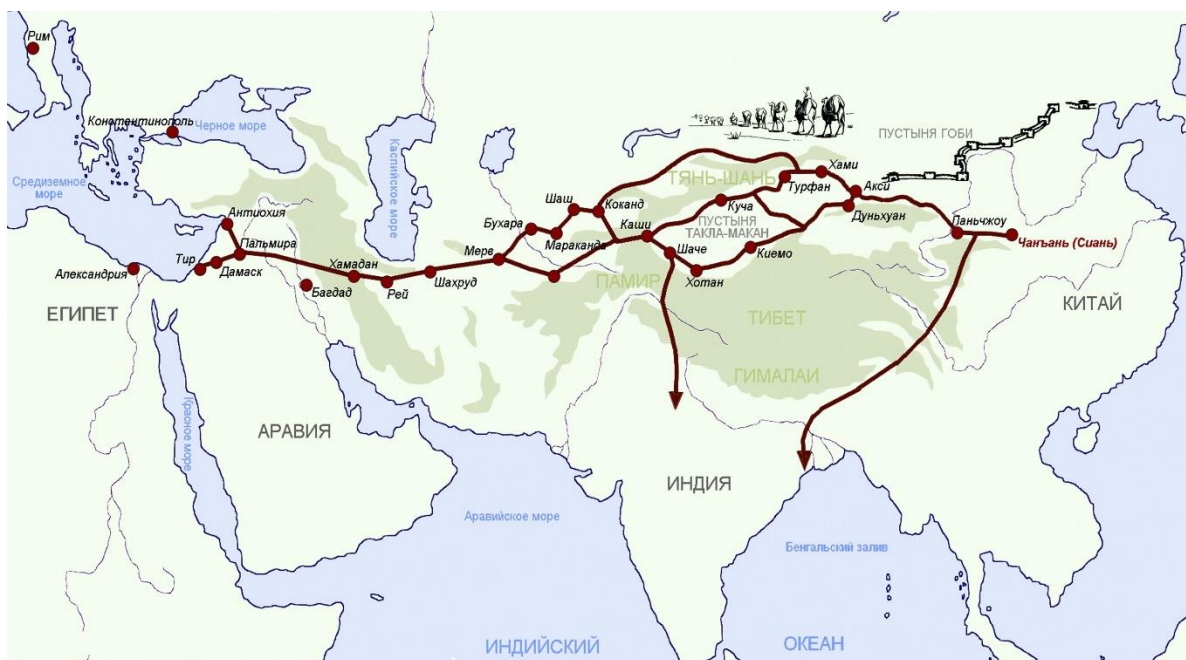 Рим
Констентинополь
Черное море
Каспийское море
Средиземное
море
Антиохия
Пальмира
Тир
Дамаск
Александрия
Багдад
Хамадан
Рей
Шахруд
Мерв
Бухара
Мараканда
Шаш
Коканд
Каши
Шаче
Хотан
Киемо
Куча
ПУСТЫНЯ
ТАКЛА-МАКАН
ТЯНЬ-ШАНЬ
Турфан
Хами
Акси
Дуньхуан
ПУСТЫНЯ ГОБИ
Ланьчжоу
Чанъань (Сиань)
ЕГИПЕТ
Красное море
АРАВИЯ
ПАМИР
ТИБЕТ
ГИМАЛАИ
КИТАЙ
ИНДИЯ
Аравийское море
Бенгальский залив
ИНДИЙСКИЙ
ОКЕАН